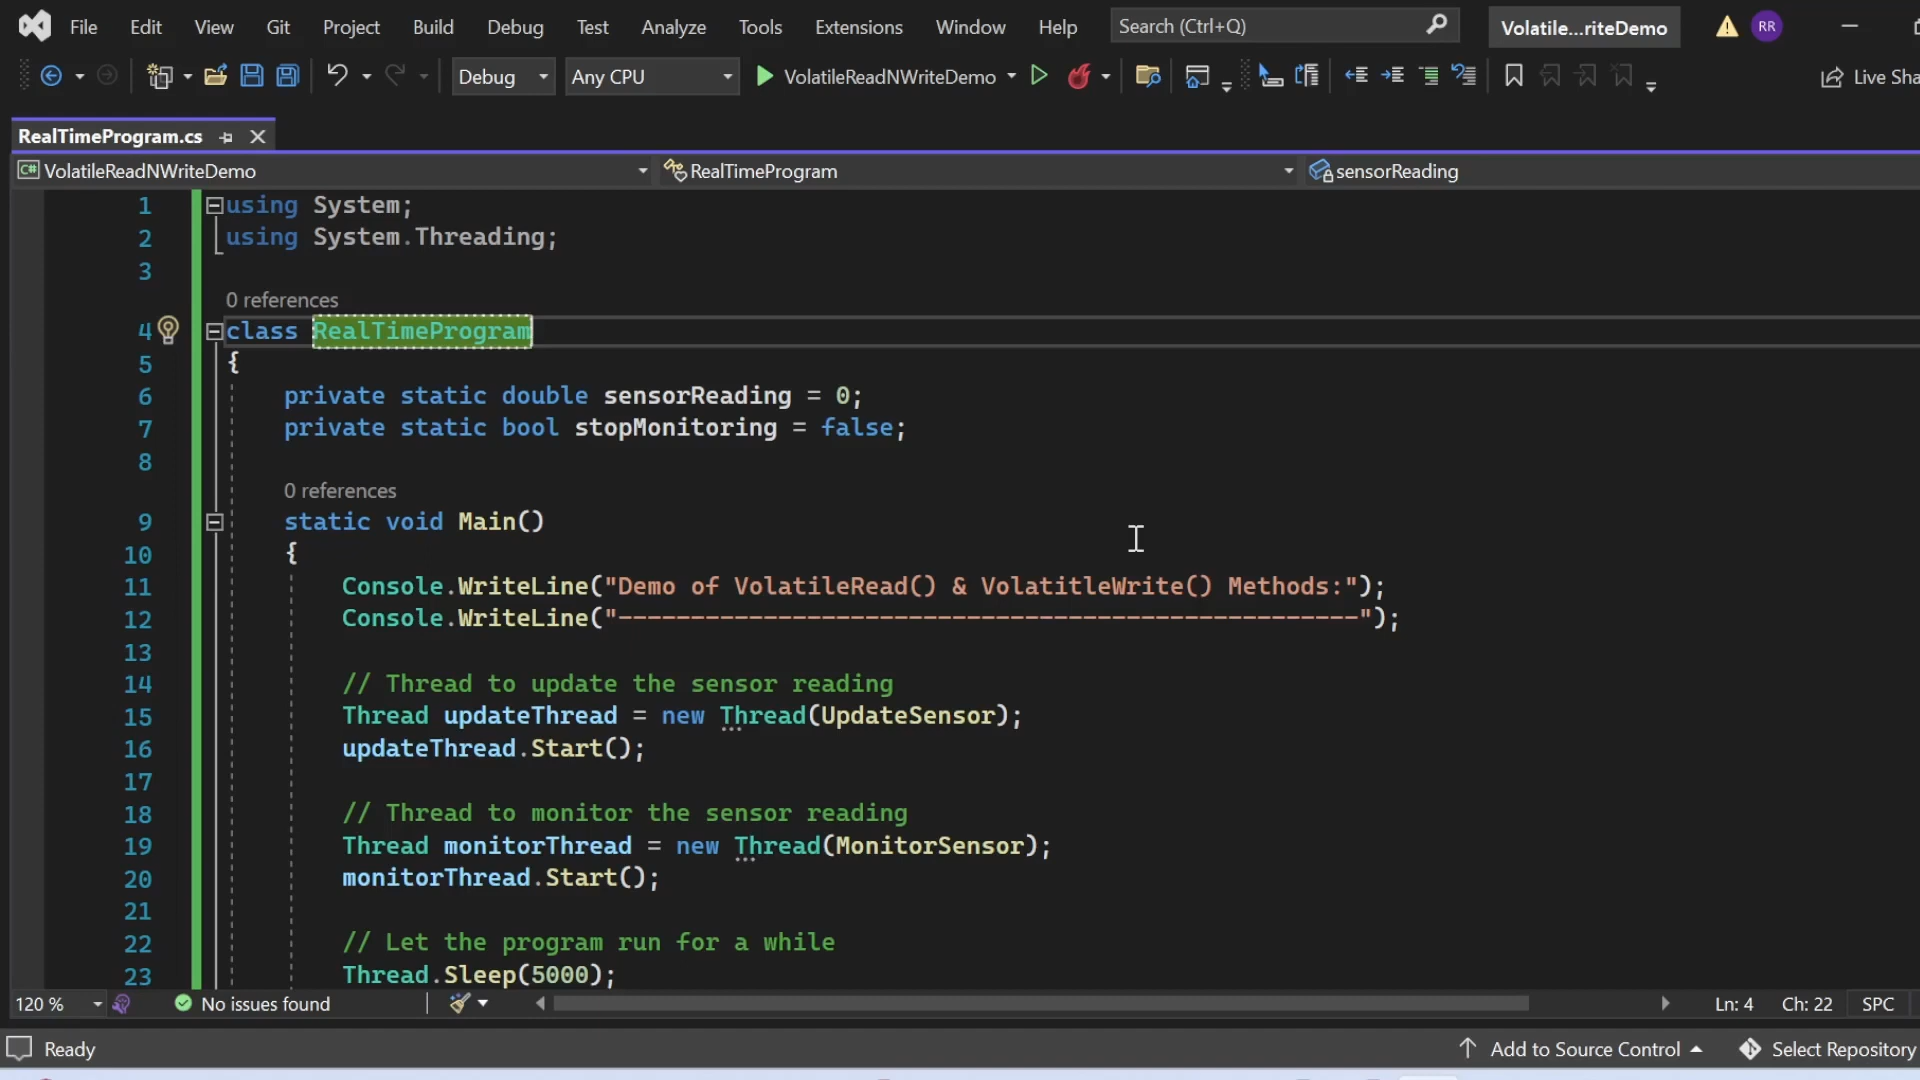 File Edit View Git Project Build Debug Test Analyze Tools Extensions Window Help Search (Ctrl+Q) Volatile...riteDemo RR
Debug Any CPU VolatileReadNWriteDemo Live Sha
RealTimeProgram.cs
C# VolatileReadNWriteDemo RealTimeProgram sensorReading
1 using System;
2 using System.Threading;
3
0 references
4 class RealTimeProgram
5 {
6 private static double sensorReading = 0;
7 private static bool stopMonitoring = false;
8
0 references
9 static void Main()
10 {
11 Console.WriteLine("Demo of VolatileRead() & VolatitleWrite() Methods:");
12 Console.WriteLine("---------------------------------------------------");
13
14 // Thread to update the sensor reading
15 Thread updateThread = new Thread(UpdateSensor);
16 updateThread.Start();
17
18 // Thread to monitor the sensor reading
19 Thread monitorThread = new Thread(MonitorSensor);
20 monitorThread.Start();
21
22 // Let the program run for a while
23 Thread.Sleep(5000);
120 % No issues found Ln: 4 Ch: 22 SPC
Ready Add to Source Control Select Repository